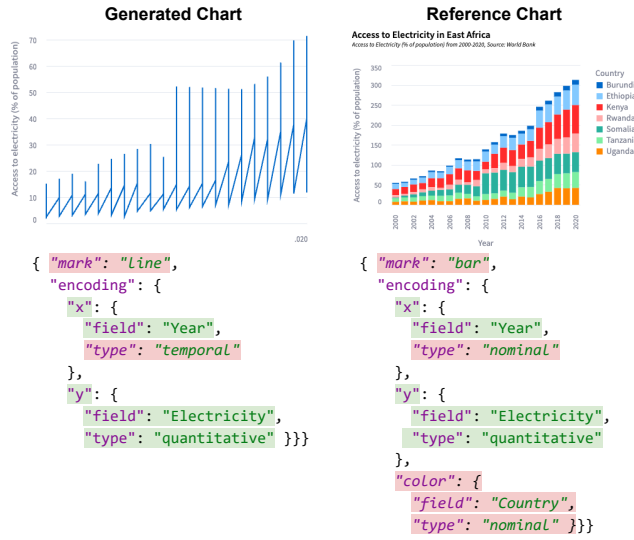 Generated Chart
Access to electricity (% of population)
70
60
50
40
30
20
10
0
.020
{ "mark": "line",
"encoding": {
"x": {
"field": "Year",
"type": "temporal"
},
"y": {
"field": "Electricity",
"type": "quantitative" }}}
Reference Chart
Access to Electricity in East Africa
Access to Electricity (% of population) from 2000-2020, Source: World Bank
Access to electricity (% of population)
350
300
250
200
150
100
50
0
2000
2002
2004
2006
2008
2010
2012
2014
2016
2018
2020
Year
Country
Burundi
Ethiopia
Kenya
Rwanda
Somalia
Tanzani
Uganda
{ "mark": "bar",
"encoding": {
"x": {
"field": "Year",
"type": "nominal"
},
"y": {
"field": "Electricity",
"type": "quantitative"
},
"color": {
"field": "Country",
"type": "nominal" }}}